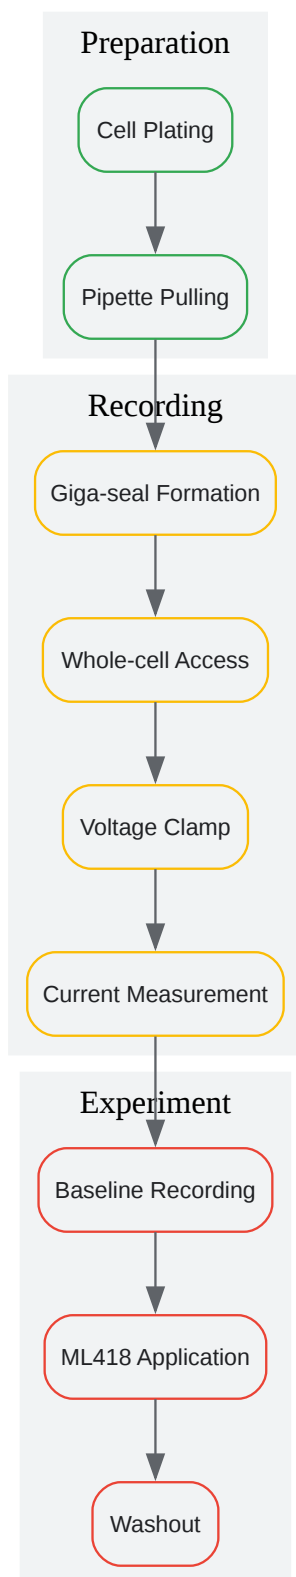 Preparation
Cell Plating
Pipette Pulling
Recording
Giga-seal Formation
Whole-cell Access
Voltage Clamp
Current Measurement
Experiment
Baseline Recording
ML418 Application
Washout